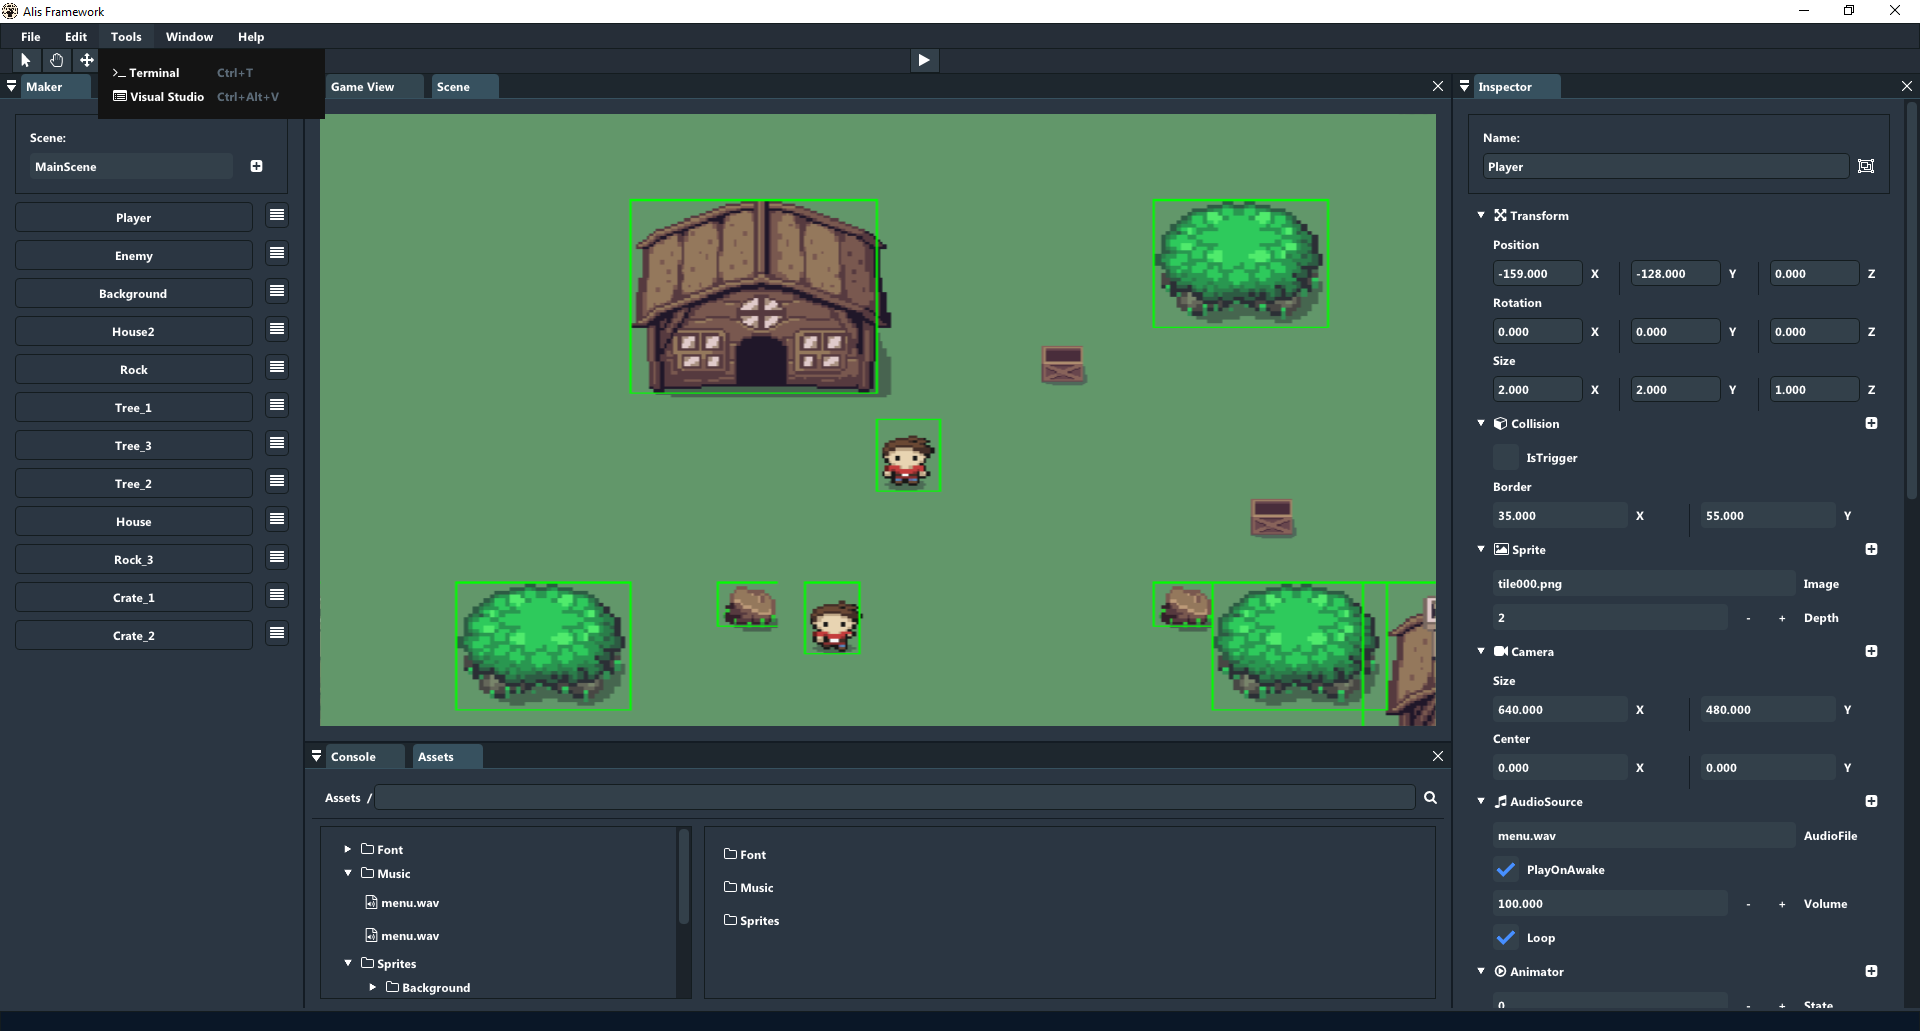 Alis Framework
File Edit Tools Window Help
Terminal Ctrl+T
Visual Studio Ctrl+Alt+V
Maker
Scene:
MainScene
Player
Enemy
Background
House2
Rock
Tree_1
Tree_3
Tree_2
House
Rock_3
Crate_1
Crate_2
Game View Scene
Console Assets
Assets /
Font
Music
menu.wav
menu.wav
Sprites
Background
Font
Music
Sprites
Inspector
Name:
Player
Transform
Position
-159.000 X -128.000 Y 0.000 Z
Rotation
0.000 X 0.000 Y 0.000 Z
Size
2.000 X 2.000 Y 1.000 Z
Collision
IsTrigger
Border
35.000 X 55.000 Y
Sprite
tile000.png Image
2 - + Depth
Camera
Size
640.000 X 480.000 Y
Center
0.000 X 0.000 Y
AudioSource
menu.wav AudioFile
PlayOnAwake
100.000 - + Volume
Loop
Animator
0 - + State